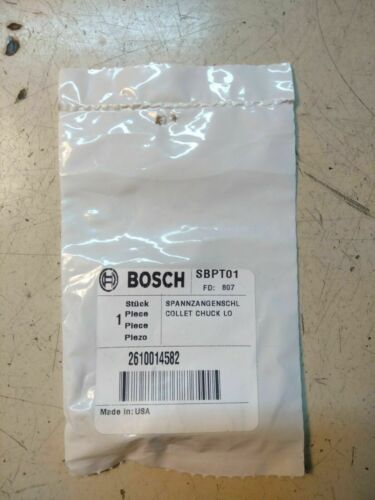 BOSCH
SBPT01
FD: 807
Stück
1 Piece
Piece
Piezo
SPANNZANGENSCHL
COLLET CHUCK LO
2610014582
Made in: USA